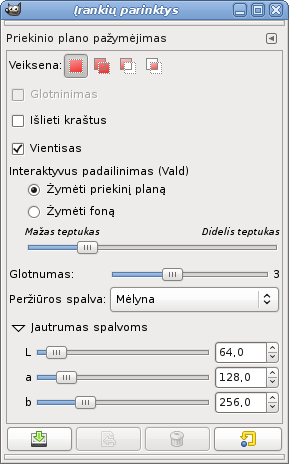 Įrankių parinktys
Priekinio plano pažymėjimas
Veiksena:
Glotninimas
Išlieti kraštus
Vientisas
Interaktyvus padailinimas (Vald)
Žymėti priekinį planą
Žymėti foną
Mažas teptukas Didelis teptukas
Glotnumas: 3
Peržiūros spalva: Mėlyna
Jautrumas spalvoms
L 64,0
a 128,0
b 256,0